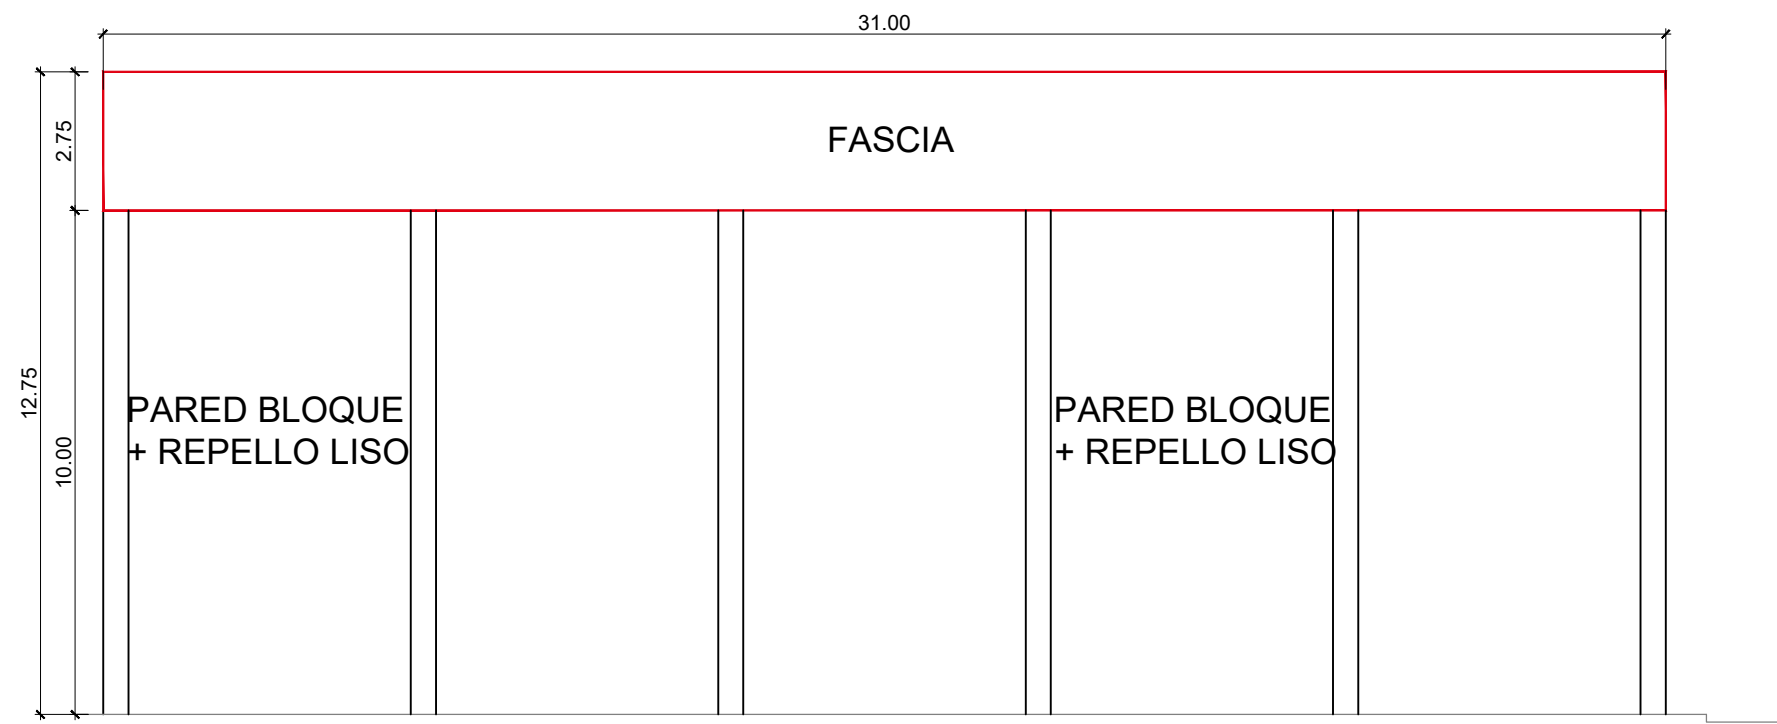 31.00
2.75
FASCIA
12.75
10.00
PARED BLOQUE
+ REPELLO LISO
PARED BLOQUE
+ REPELLO LISO